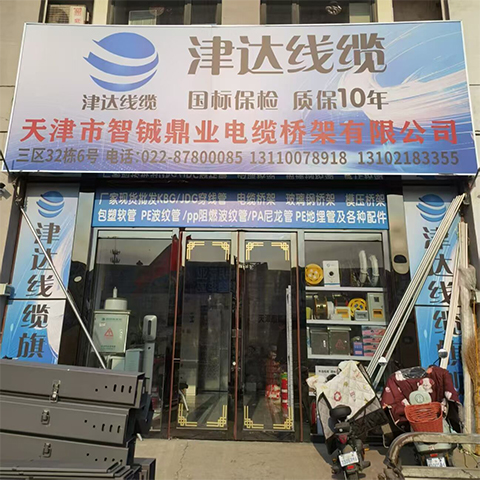 津达线缆
津达线缆
国标保检 质保10年
天津市智铖鼎业电缆桥架有限公司
三区32栋6号 电话:022-87800085 13110078918 13102183355
厂家现货批发KBG/JDG穿线管 电缆桥架 玻璃钢桥架 模压桥架
包塑软管 PE波纹管/pp阻燃波纹管/PA尼龙管 PE地埋管及各种配件
津达线缆旗
津达线缆旗